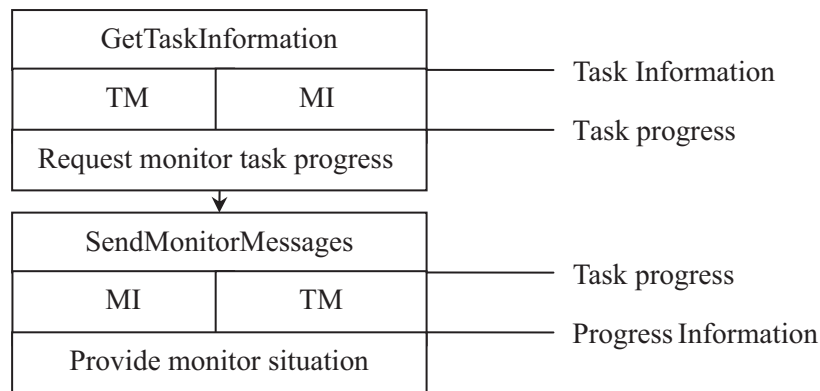 GetTaskInformation
Task Information
TM MI
Task progress
Request monitor task progress
SendMonitorMessages
Task progress
MI TM
Progress Information
Provide monitor situation